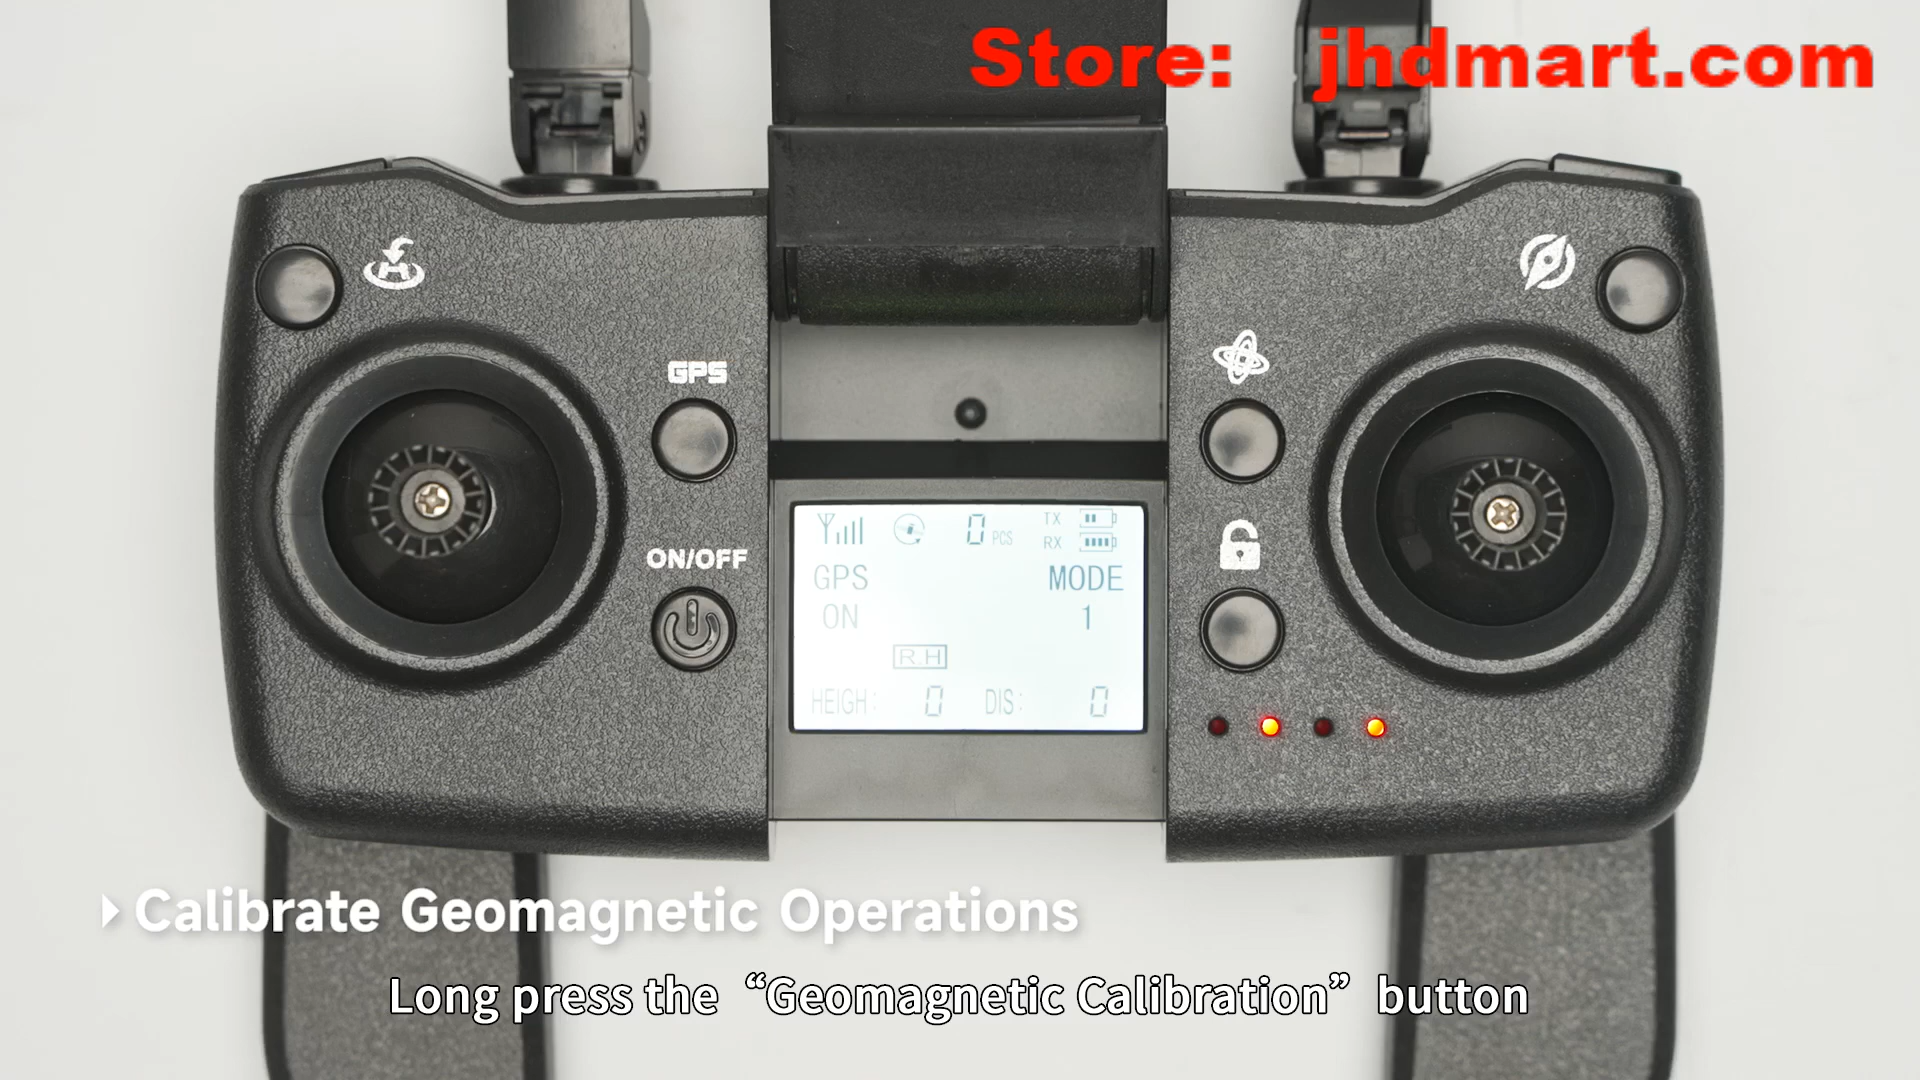 Store: jhdmart.com
GPS
ON/OFF
0 PCS
TX
RX
GPS
MODE
ON
1
R.H
HEIGH: 0 DIS: 0
Calibrate Geomagnetic Operations
Long press the “Geomagnetic Calibration” button